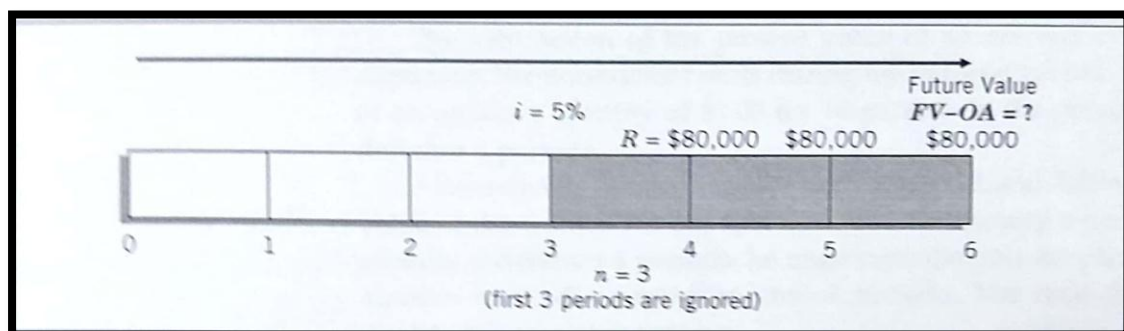 Future Value
i = 5% FV–OA = ?
R = $80,000 $80,000 $80,000
0 1 2 3 4 5 6
n = 3
(first 3 periods are ignored)